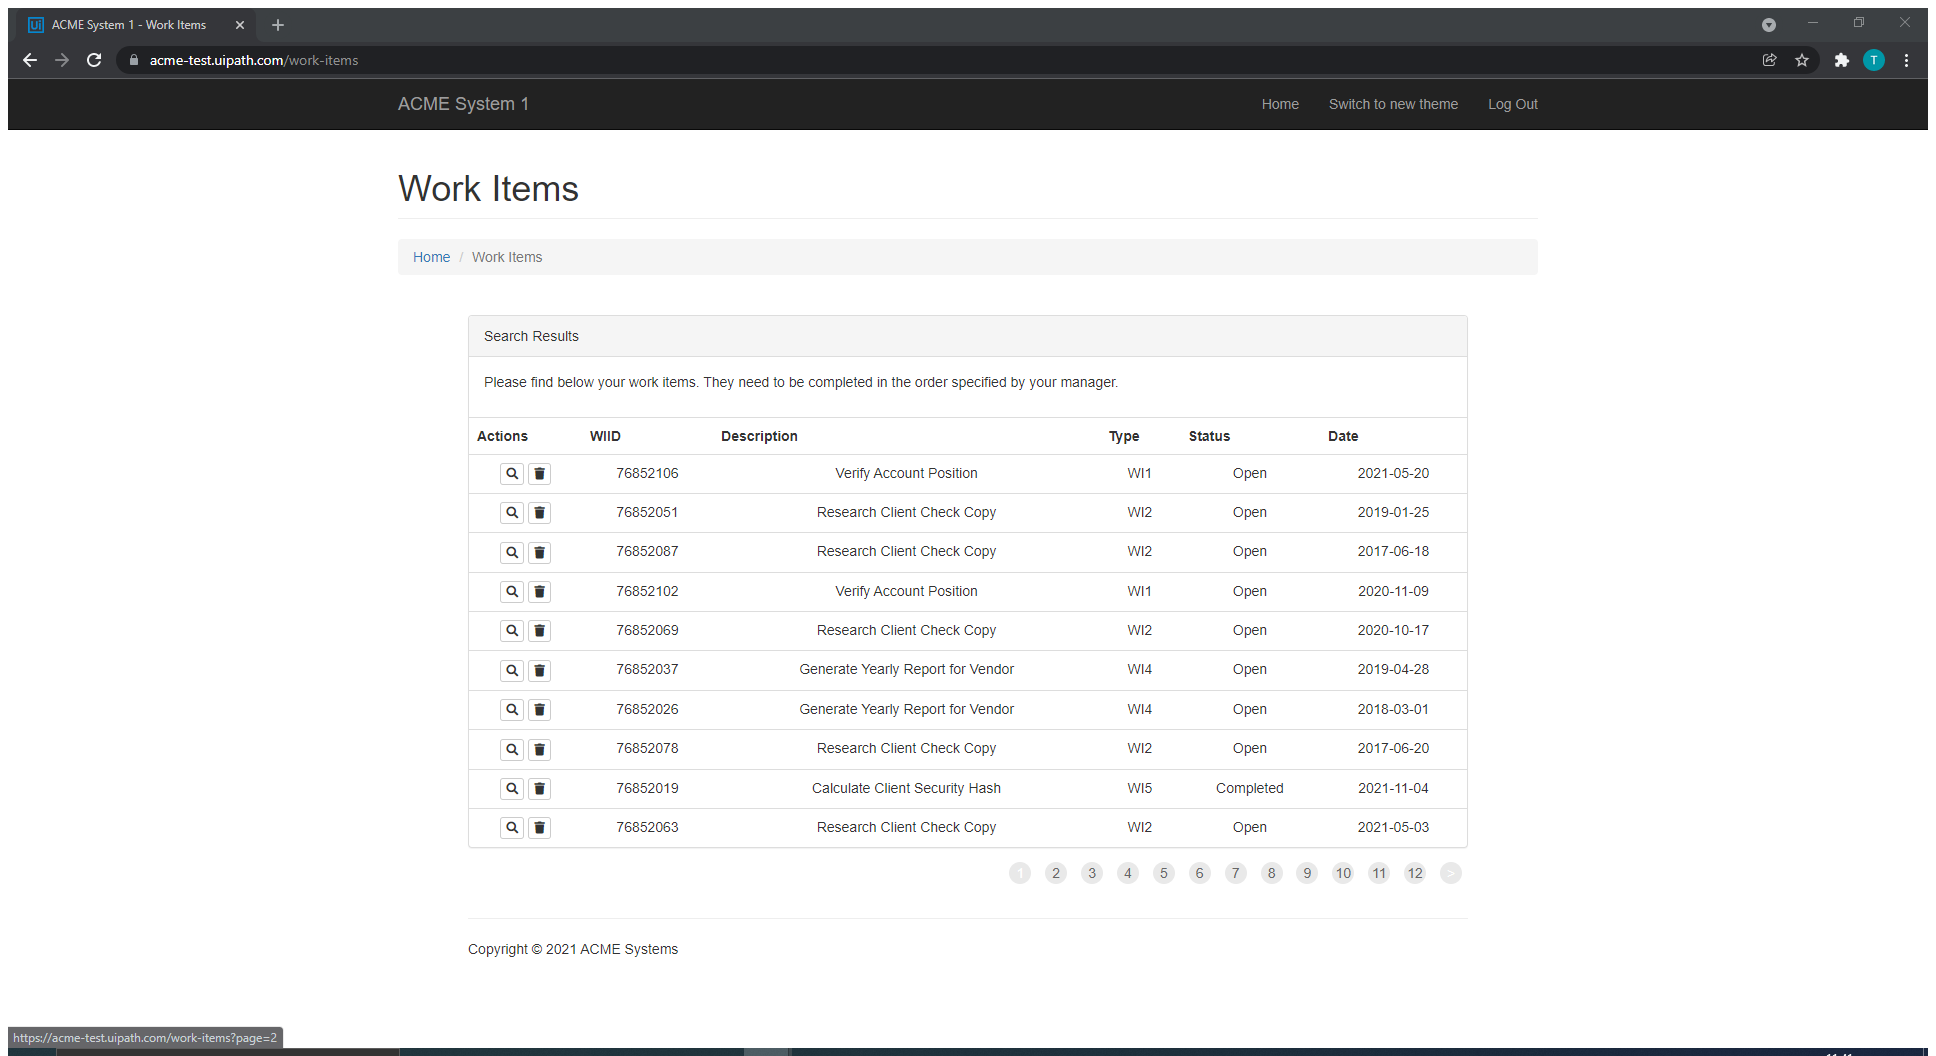 ACME System 1 - Work Items
acme-test.uipath.com/work-items
T
ACME System 1 Home Switch to new theme Log Out
Work Items
Home / Work Items
Search Results
Please find below your work items. They need to be completed in the order specified by your manager.
Actions WIID Description Type Status Date
76852106 Verify Account Position WI1 Open 2021-05-20
76852051 Research Client Check Copy WI2 Open 2019-01-25
76852087 Research Client Check Copy WI2 Open 2017-06-18
76852102 Verify Account Position WI1 Open 2020-11-09
76852069 Research Client Check Copy WI2 Open 2020-10-17
76852037 Generate Yearly Report for Vendor WI4 Open 2019-04-28
76852026 Generate Yearly Report for Vendor WI4 Open 2018-03-01
76852078 Research Client Check Copy WI2 Open 2017-06-20
76852019 Calculate Client Security Hash WI5 Completed 2021-11-04
76852063 Research Client Check Copy WI2 Open 2021-05-03
1 2 3 4 5 6 7 8 9 10 11 12 >
Copyright © 2021 ACME Systems
https://acme-test.uipath.com/work-items?page=2